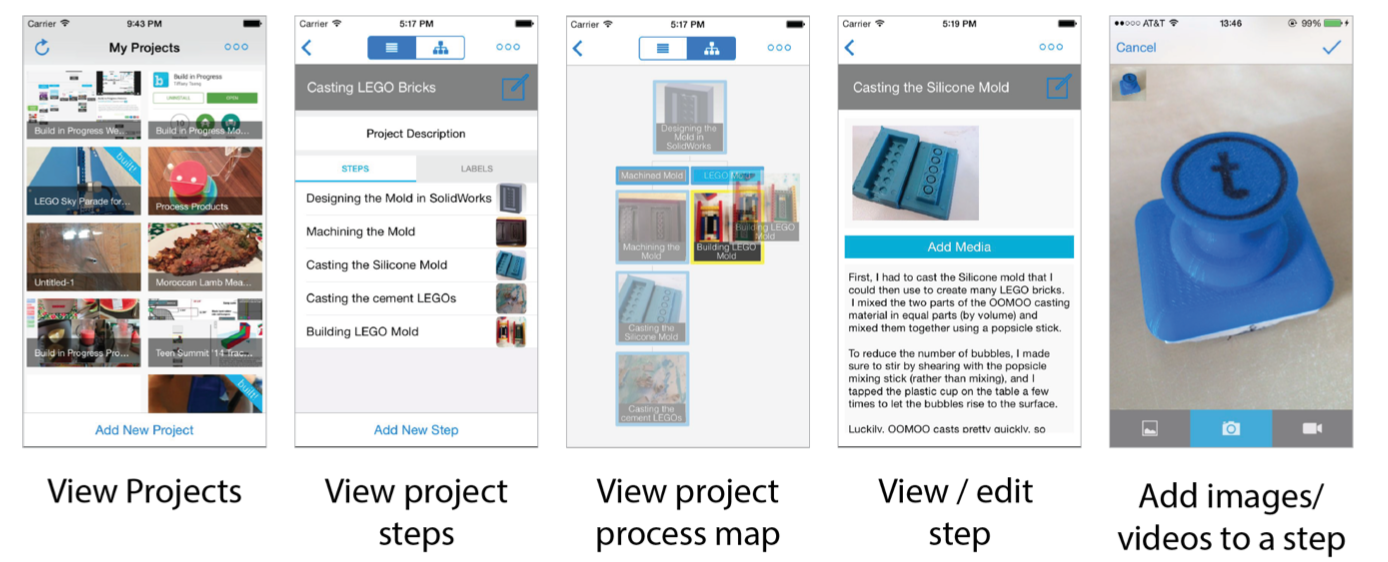 Carrier 9:43 PM
My Projects
Build in Progress
Tiffany Tseng
UNINSTALL OPEN
Build in Progress We...
Build in Progress Mo...
built!
LEGO Sky Parade for...
Process Products
Untitled-1
Moroccan Lamb Mea...
Build in Progress Pro...
Teen Summit '14 Trac...
built!
Add New Project
View Projects
Carrier 5:17 PM
Casting LEGO Bricks
Project Description
STEPS LABELS
Designing the Mold in SolidWorks
Machining the Mold
Casting the Silicone Mold
Casting the cement LEGOs
Building LEGO Mold
Add New Step
View project
steps
Carrier 5:17 PM
Designing the
Mold in
SolidWorks
Machined Mold
LEGO
Machining the
Mold
Building LEGO
Mold
Building LEGO
Mold
Casting the
Silicone Mold
Casting the
cement LEGOs
View project
process map
Carrier 5:19 PM
Casting the Silicone Mold
Add Media
First, I had to cast the Silicone mold that I
could then use to create many LEGO bricks.
I mixed the two parts of the OOMOO casting
material in equal parts (by volume) and
mixed them together using a popsicle stick.
To reduce the number of bubbles, I made
sure to stir by shearing with the popsicle
mixing stick (rather than mixing), and I
tapped the plastic cup on the table a few
times to let the bubbles rise to the surface.
Luckily, OOMOO casts pretty quickly, so
View / edit
step
AT&T 13:46 99%
Cancel
t
Add images/
videos to a step